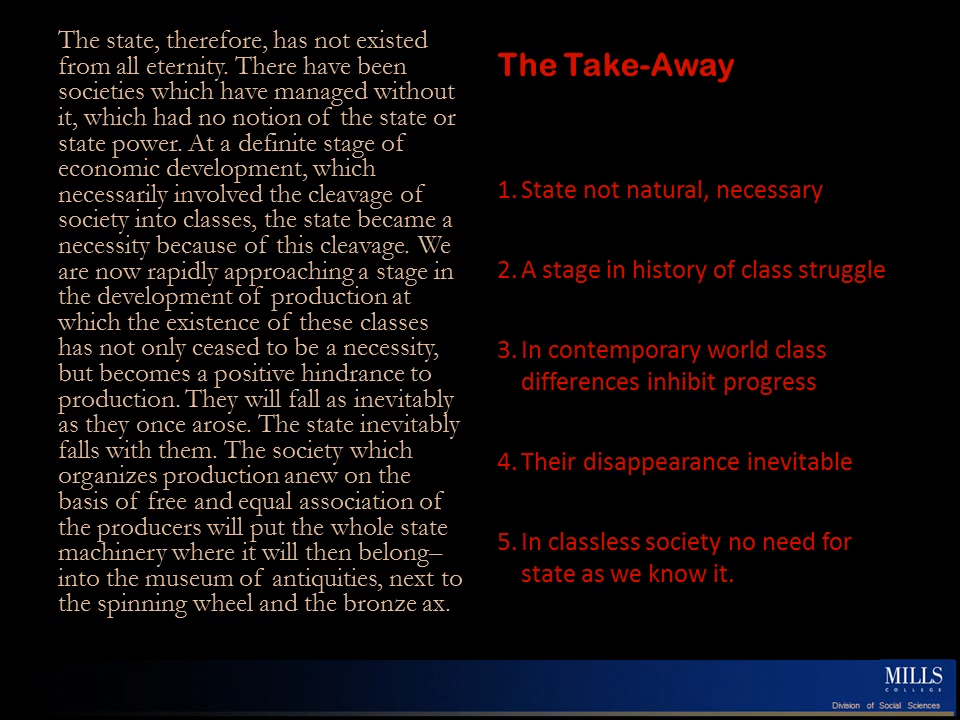 The state, therefore, has not existed
from all eternity. There have been
societies which have managed without
it, which had no notion of the state or
state power. At a definite stage of
economic development, which
necessarily involved the cleavage of
society into classes, the state became a
necessity because of this cleavage. We
are now rapidly approaching a stage in
the development of production at
which the existence of these classes
has not only ceased to be a necessity,
but becomes a positive hindrance to
production. They will fall as inevitably
as they once arose. The state inevitably
falls with them. The society which
organizes production anew on the
basis of free and equal association of
the producers will put the whole state
machinery where it will then belong–
into the museum of antiquities, next to
the spinning wheel and the bronze ax.
The Take-Away
1. State not natural, necessary
2. A stage in history of class struggle
3. In contemporary world class
differences inhibit progress
4. Their disappearance inevitable
5. In classless society no need for
state as we know it.
MILLS
COLLEGE
Division of Social Sciences